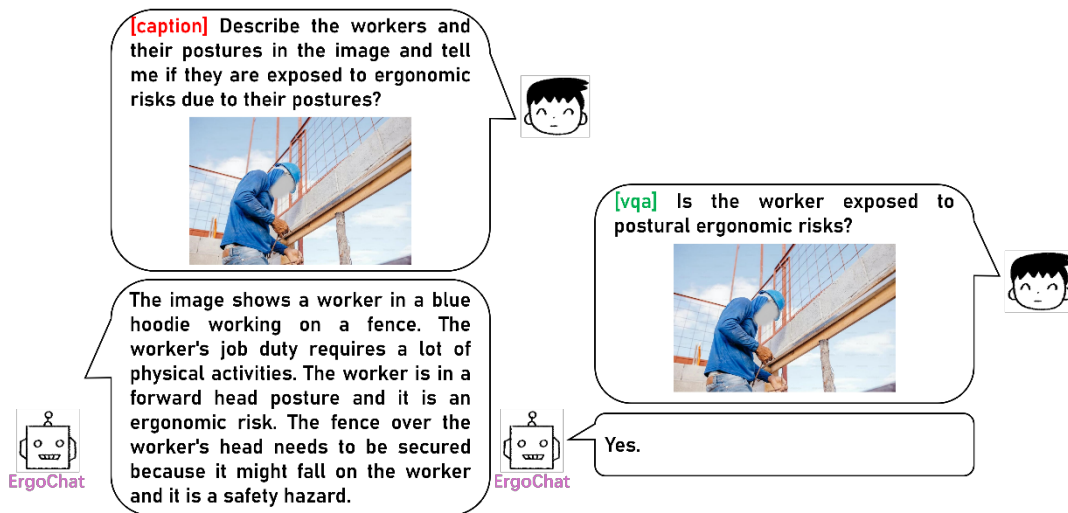 [caption] Describe the workers and
their postures in the image and tell
me if they are exposed to ergonomic
risks due to their postures?
The image shows a worker in a blue
hoodie working on a fence. The
worker's job duty requires a lot of
physical activities. The worker is in a
forward head posture and it is an
ergonomic risk. The fence over the
worker's head needs to be secured
because it might fall on the worker
and it is a safety hazard.
ErgoChat
[vqa] Is the worker exposed to
postural ergonomic risks?
Yes.
ErgoChat